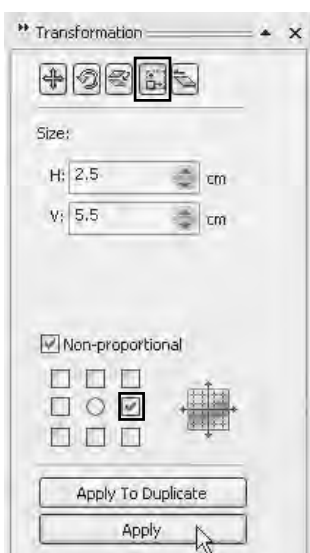 Transformation
Size:
H: 2.5 cm
V: 5.5 cm
Non-proportional
Apply To Duplicate
Apply